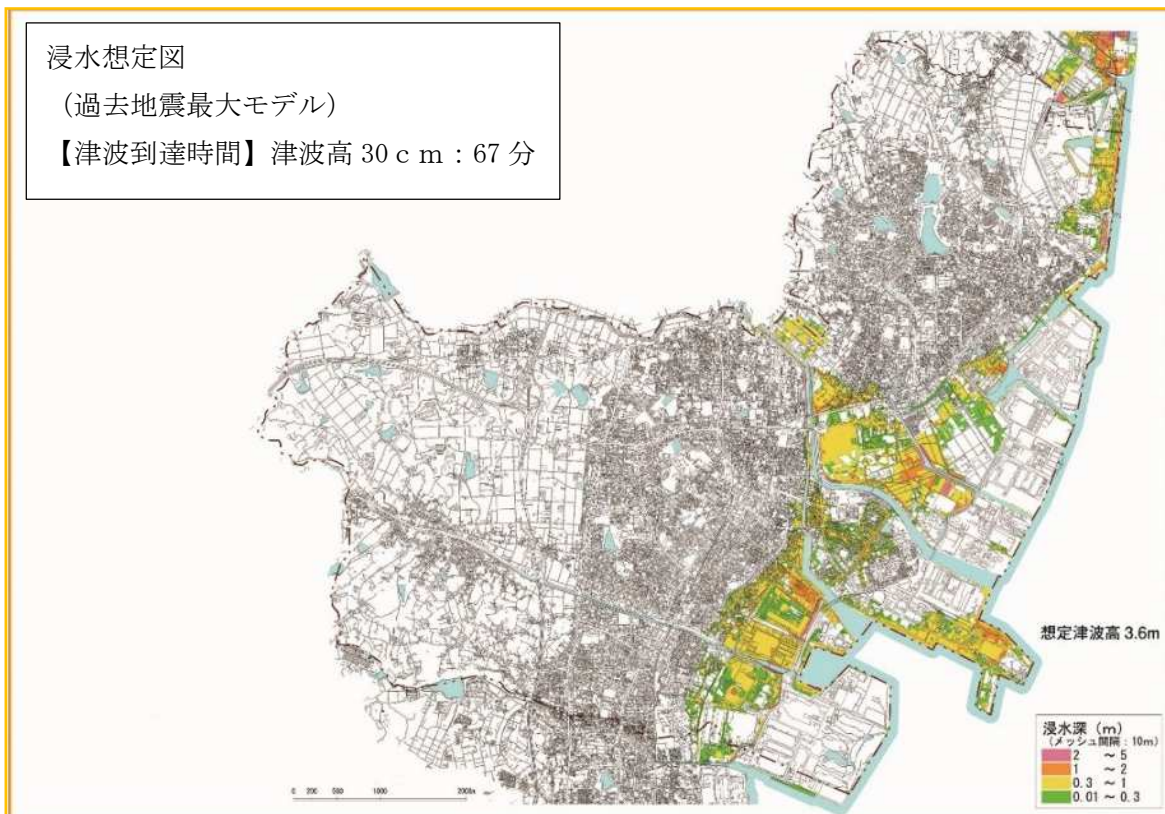 浸水想定図
（過去地震最大モデル）
【津波到達時間】津波高 30ｃｍ：67 分
想定津波高 3.6m
浸水深（m）
（メッシュ間隔：10m）
2 ～ 5
1 ～ 2
0.3 ～ 1
0.01 ～ 0.3
0 200 500 1000 2000m